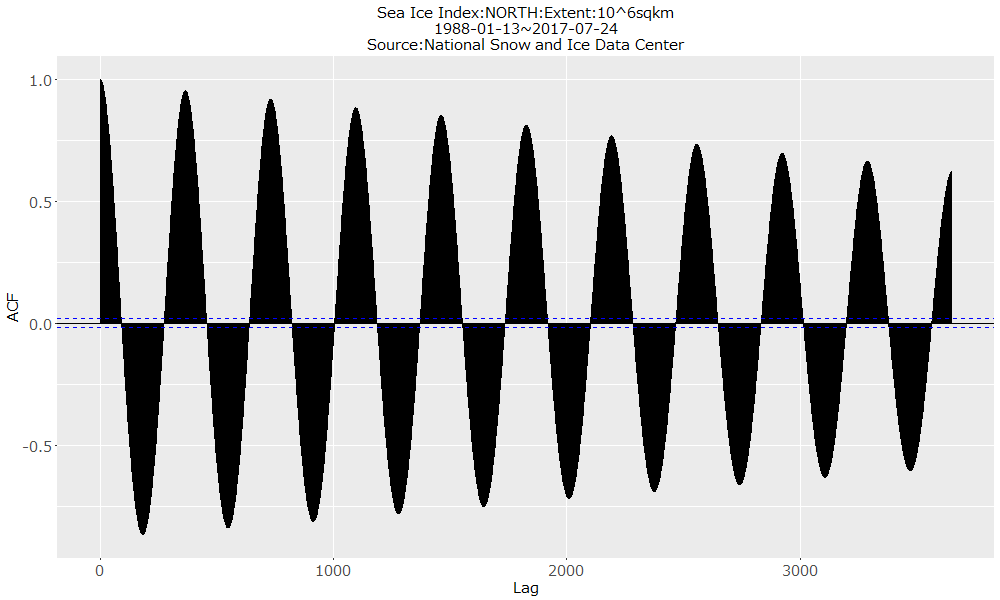 Sea Ice Index:NORTH:Extent:10^6sqkm
1988-01-13~2017-07-24
Source:National Snow and Ice Data Center
1.0
0.5
0.0
-0.5
ACF
0 1000 2000 3000
Lag